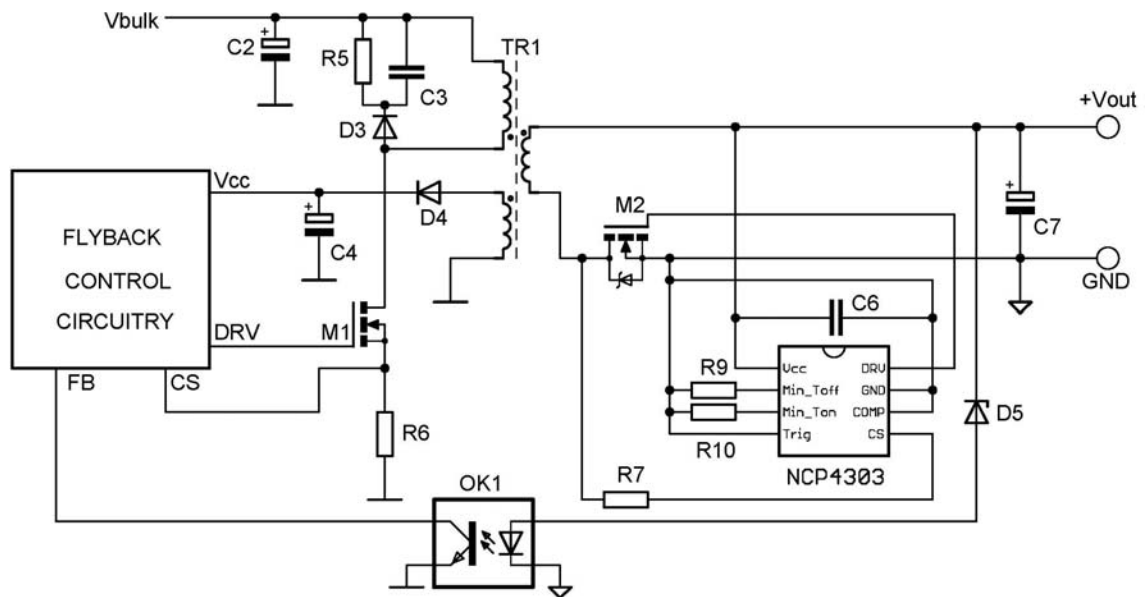 Vbulk
C2
+
R5
C3
TR1
D3
+Vout
Vcc
D4
M2
+
C7
+
C4
FLYBACK
CONTROL
CIRCUITRY
GND
C6
DRV
M1
FB
CS
R9
Vcc
DRV
Min_Toff
GND
Min_Ton
COMP
Trig
CS
D5
R10
R6
NCP4303
R7
OK1